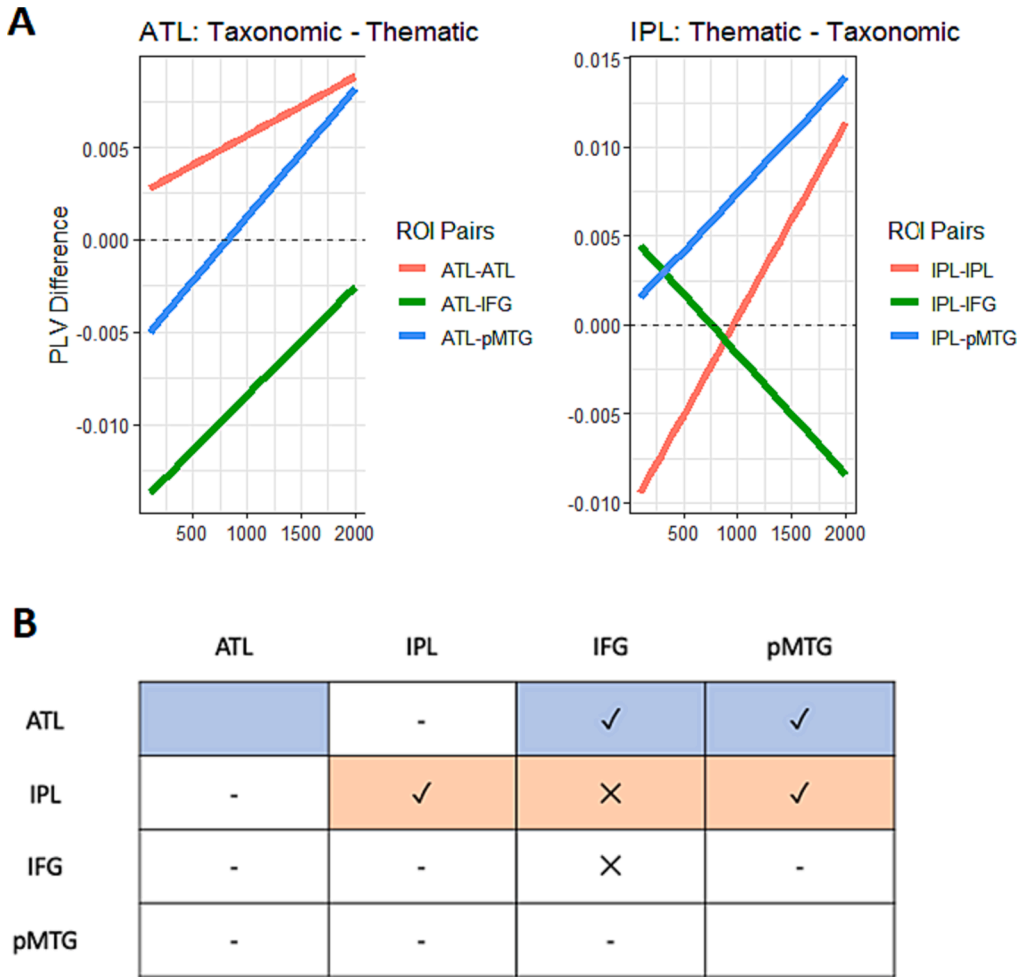 A
ATL: Taxonomic - Thematic
PLV Difference
0.005
0.000
-0.005
-0.010
500 1000 1500 2000
ROI Pairs
ATL-ATL
ATL-IFG
ATL-pMTG
IPL: Thematic - Taxonomic
0.015
0.010
0.005
0.000
-0.005
-0.010
500 1000 1500 2000
ROI Pairs
IPL-IPL
IPL-IFG
IPL-pMTG
B
ATL IPL IFG pMTG
ATL - ✓ ✓
IPL - ✓ ✕ ✓
IFG - - ✕ -
pMTG - - -